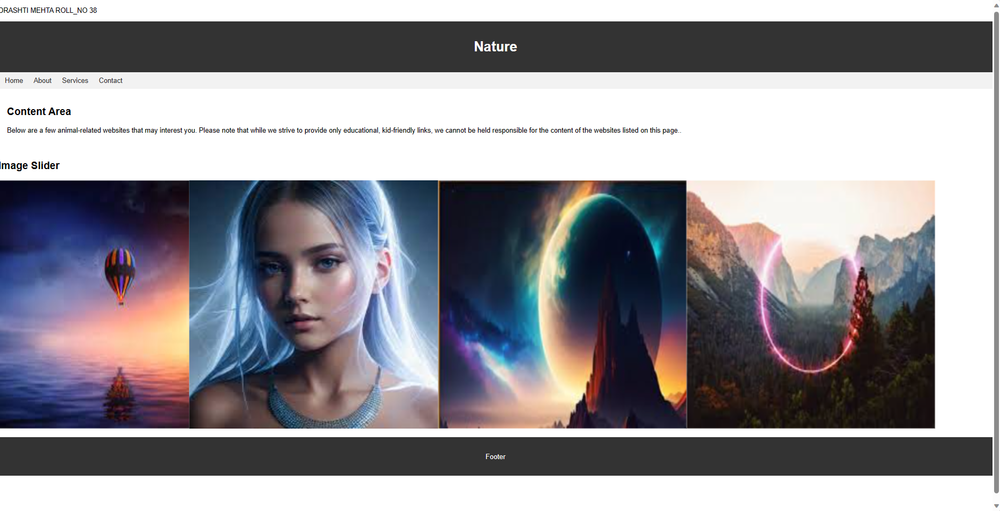 DRASHTI MEHTA ROLL_NO 38
Nature
Home About Services Contact
Content Area
Below are a few animal-related websites that may interest you. Please note that while we strive to provide only educational, kid-friendly links, we cannot be held responsible for the content of the websites listed on this page..
Image Slider
Footer